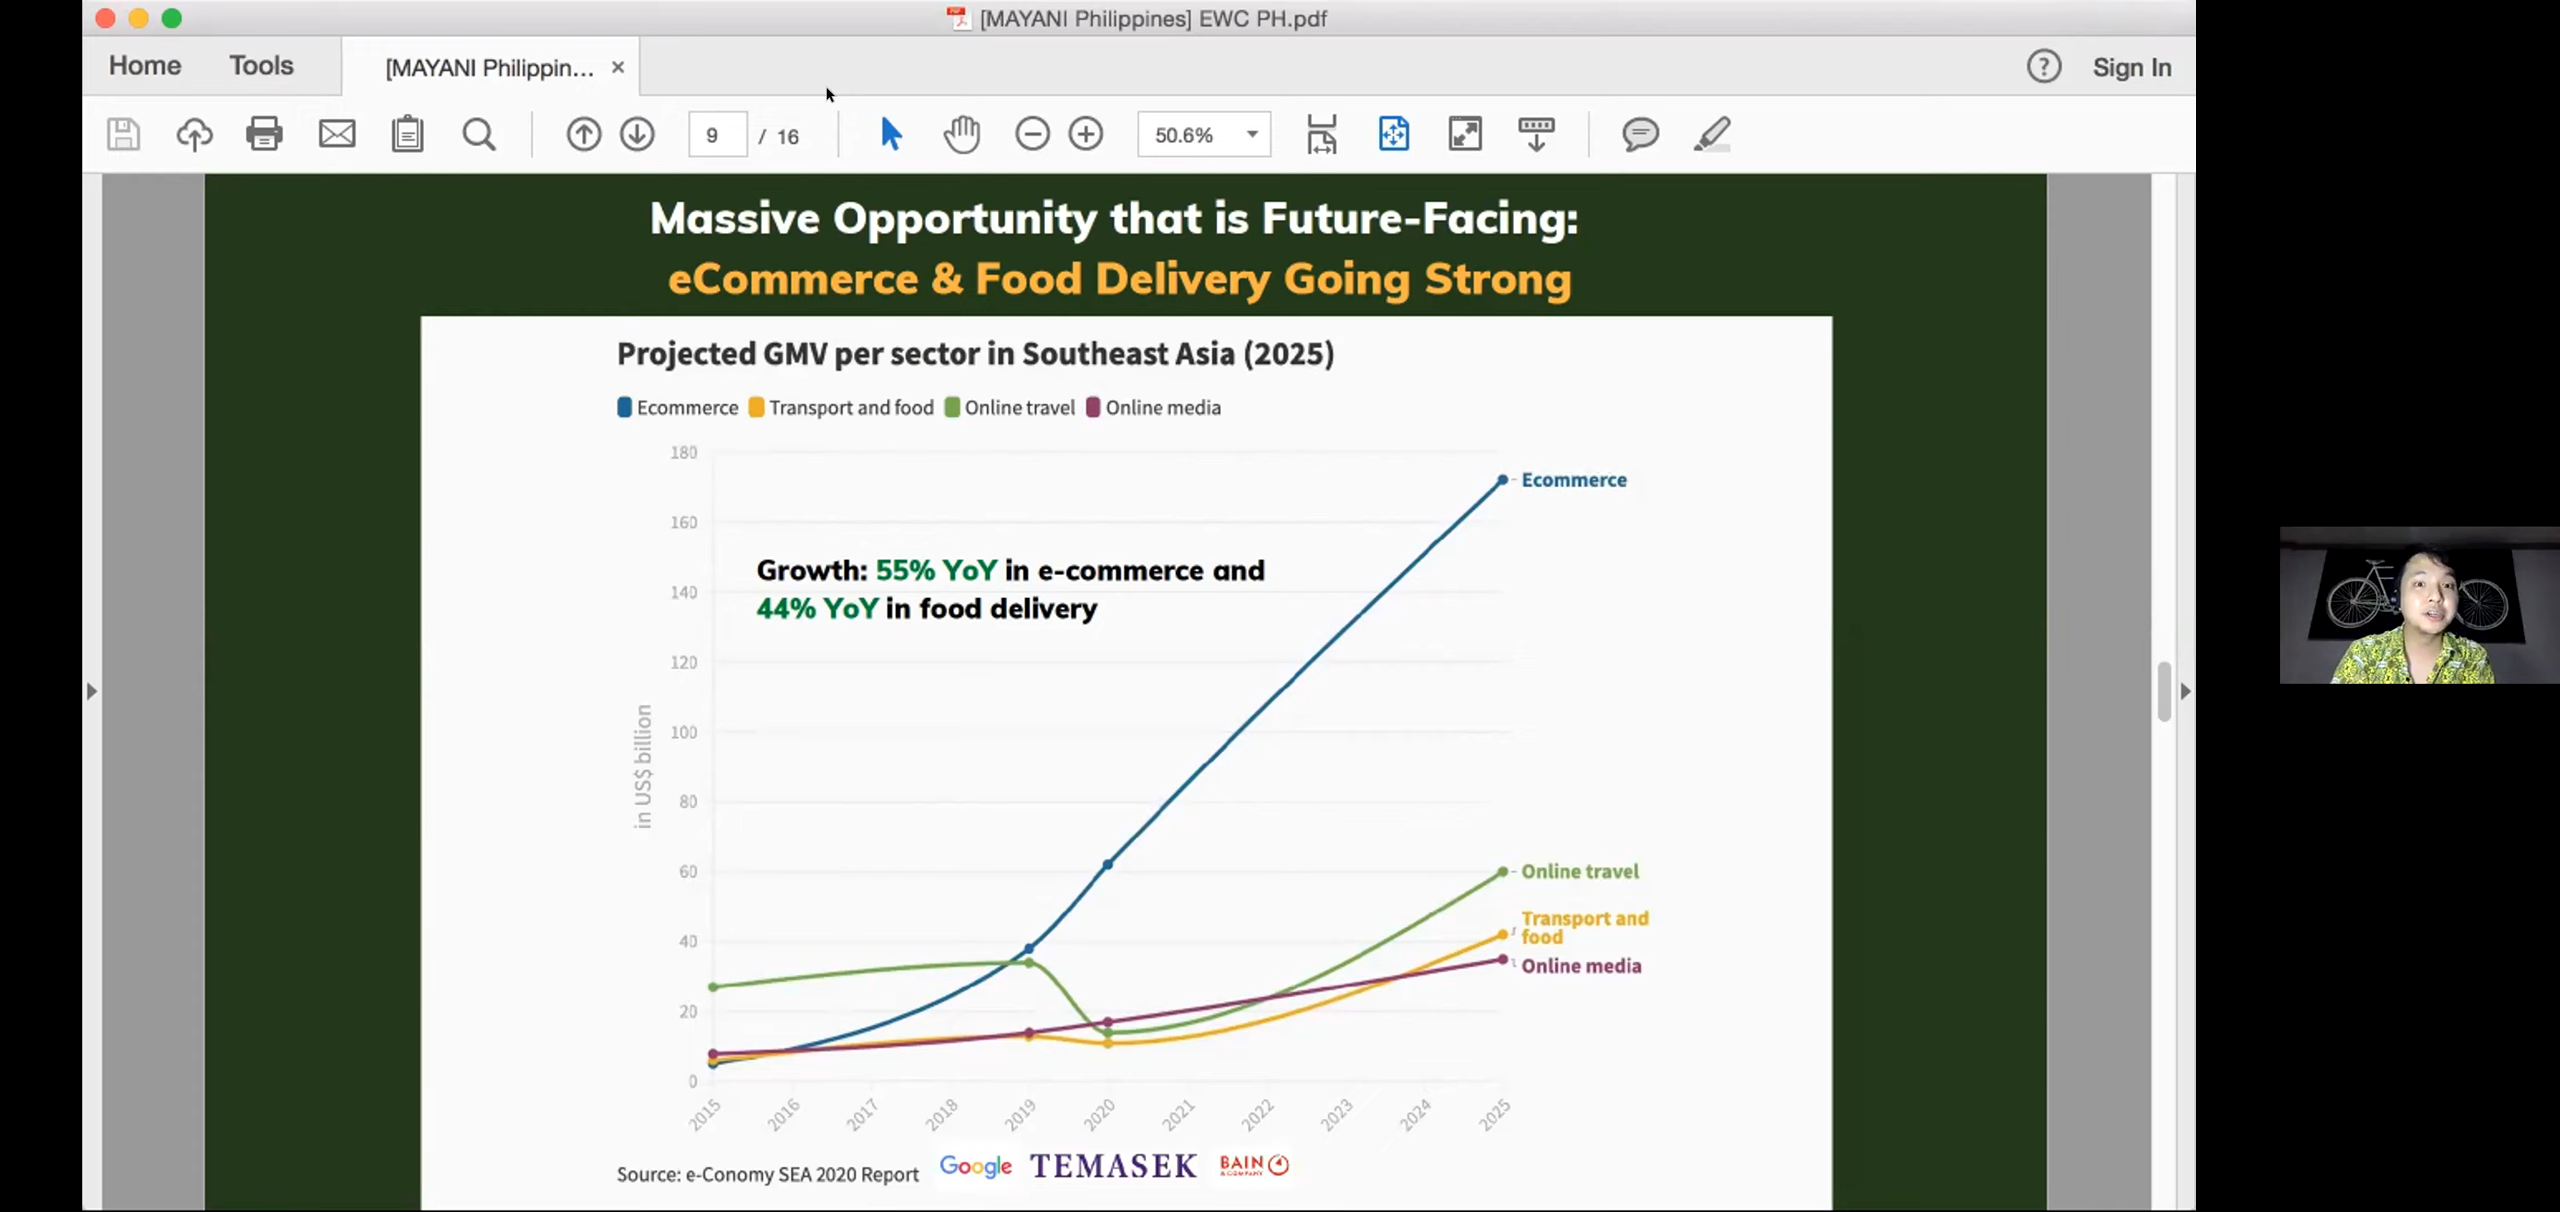 [MAYANI Philippines] EWC PH.pdf
Home Tools [MAYANI Philippin... × ? Sign In
9 / 16 50.6%
Massive Opportunity that is Future-Facing:
eCommerce & Food Delivery Going Strong
Projected GMV per sector in Southeast Asia (2025)
Ecommerce Transport and food Online travel Online media
180
160
140
120
100
80
60
40
20
0
in US$ billion
Growth: 55% YoY in e-commerce and
44% YoY in food delivery
Ecommerce
Online travel
Transport and
food
Online media
2015 2016 2017 2018 2019 2020 2021 2022 2023 2024 2025
Source: e-Conomy SEA 2020 Report Google TEMASEK BAIN
& COMPANY